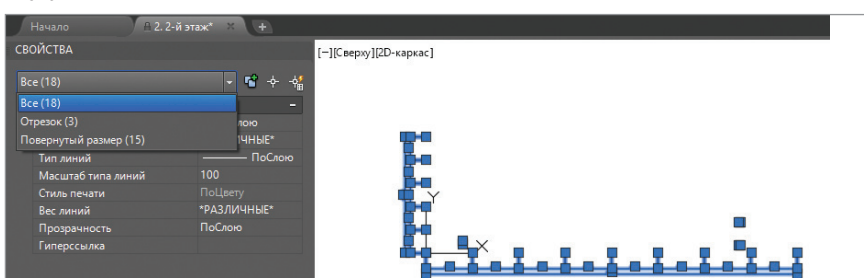 Начало
2. 2-й этаж*
СВОЙСТВА
[−][Сверху][2D-каркас]
Все (18)
Все (18)
Отрезок (3)
Повернутый размер (15)
Тип линий ПоСлою
Масштаб типа линий 100
Стиль печати ПоЦвету
Вес линий *РАЗЛИЧНЫЕ*
Прозрачность ПоСлою
Гиперссылка
Y
X